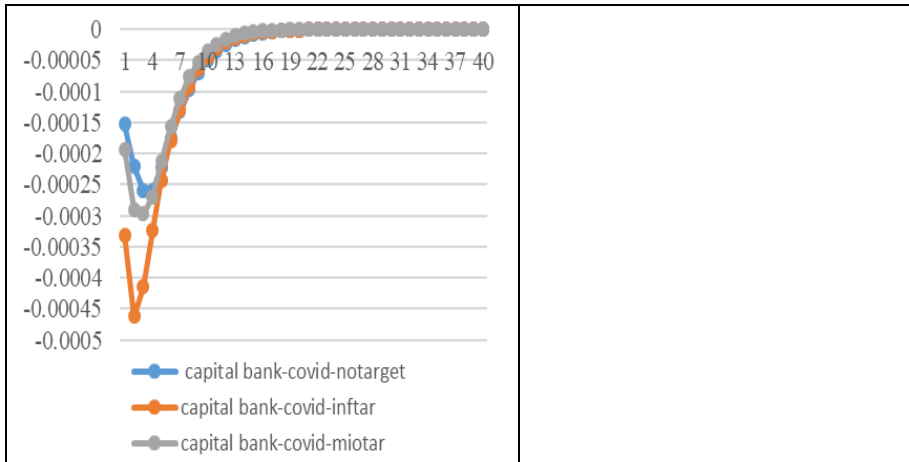 0
-0.00005
1 4 7 10 13 16 19 22 25 28 31 34 37 40
-0.0001
-0.00015
-0.0002
-0.00025
-0.0003
-0.00035
-0.0004
-0.00045
-0.0005
capital bank-covid-notarget
capital bank-covid-inftar
capital bank-covid-miotar